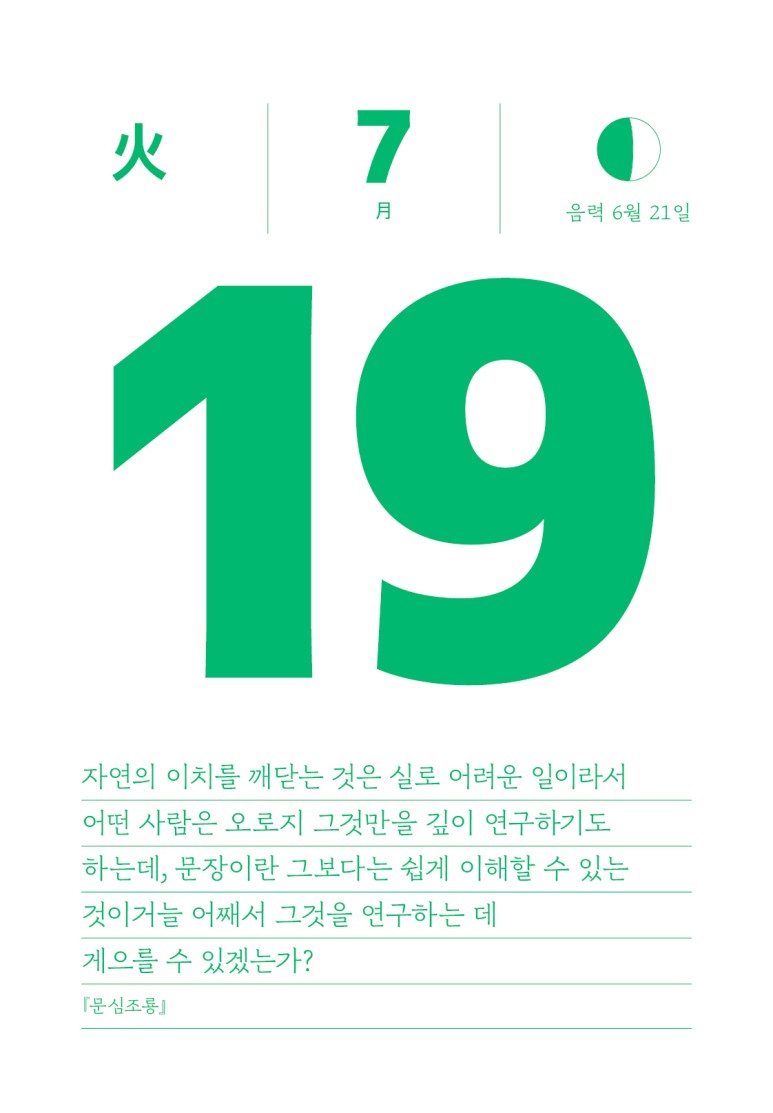 火
7
月
음력 6월 21일
19
자연의 이치를 깨닫는 것은 실로 어려운 일이라서
어떤 사람은 오로지 그것만을 깊이 연구하기도
하는데, 문장이란 그보다는 쉽게 이해할 수 있는
것이거늘 어째서 그것을 연구하는 데
게으를 수 있겠는가?
『문심조룡』